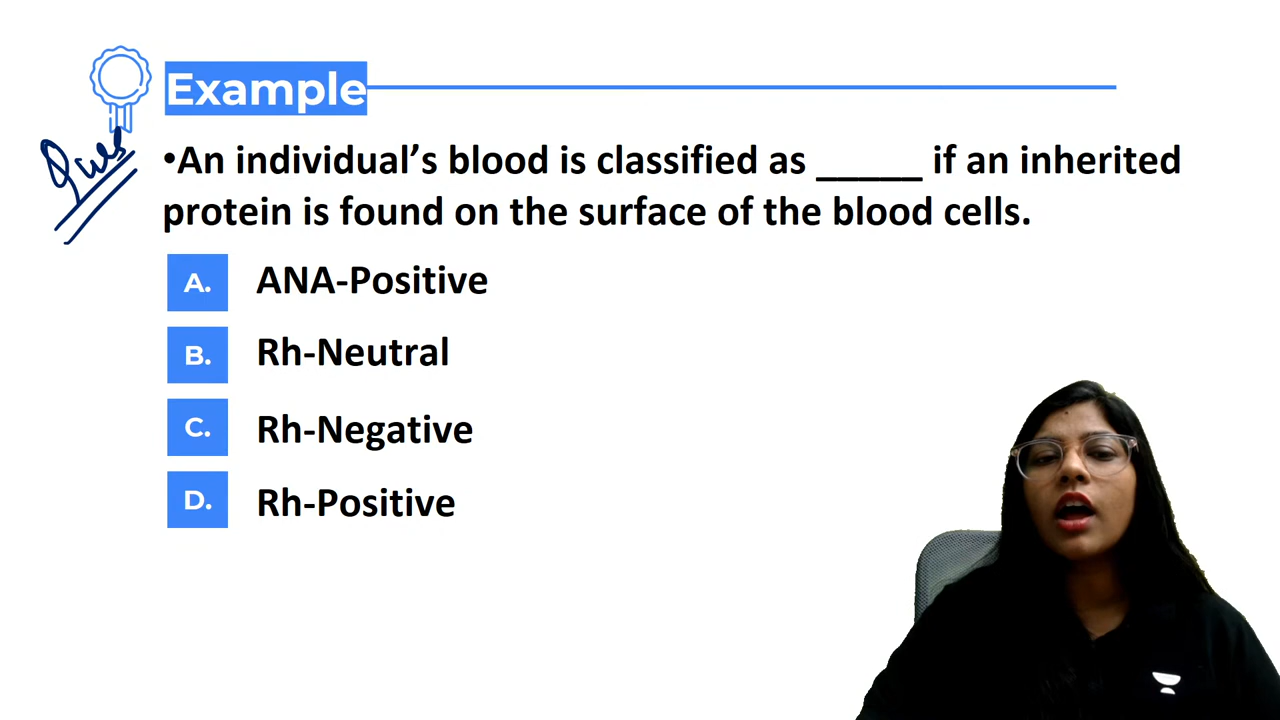 Example
Ques
•An individual’s blood is classified as _____ if an inherited
protein is found on the surface of the blood cells.
A. ANA-Positive
B. Rh-Neutral
C. Rh-Negative
D. Rh-Positive